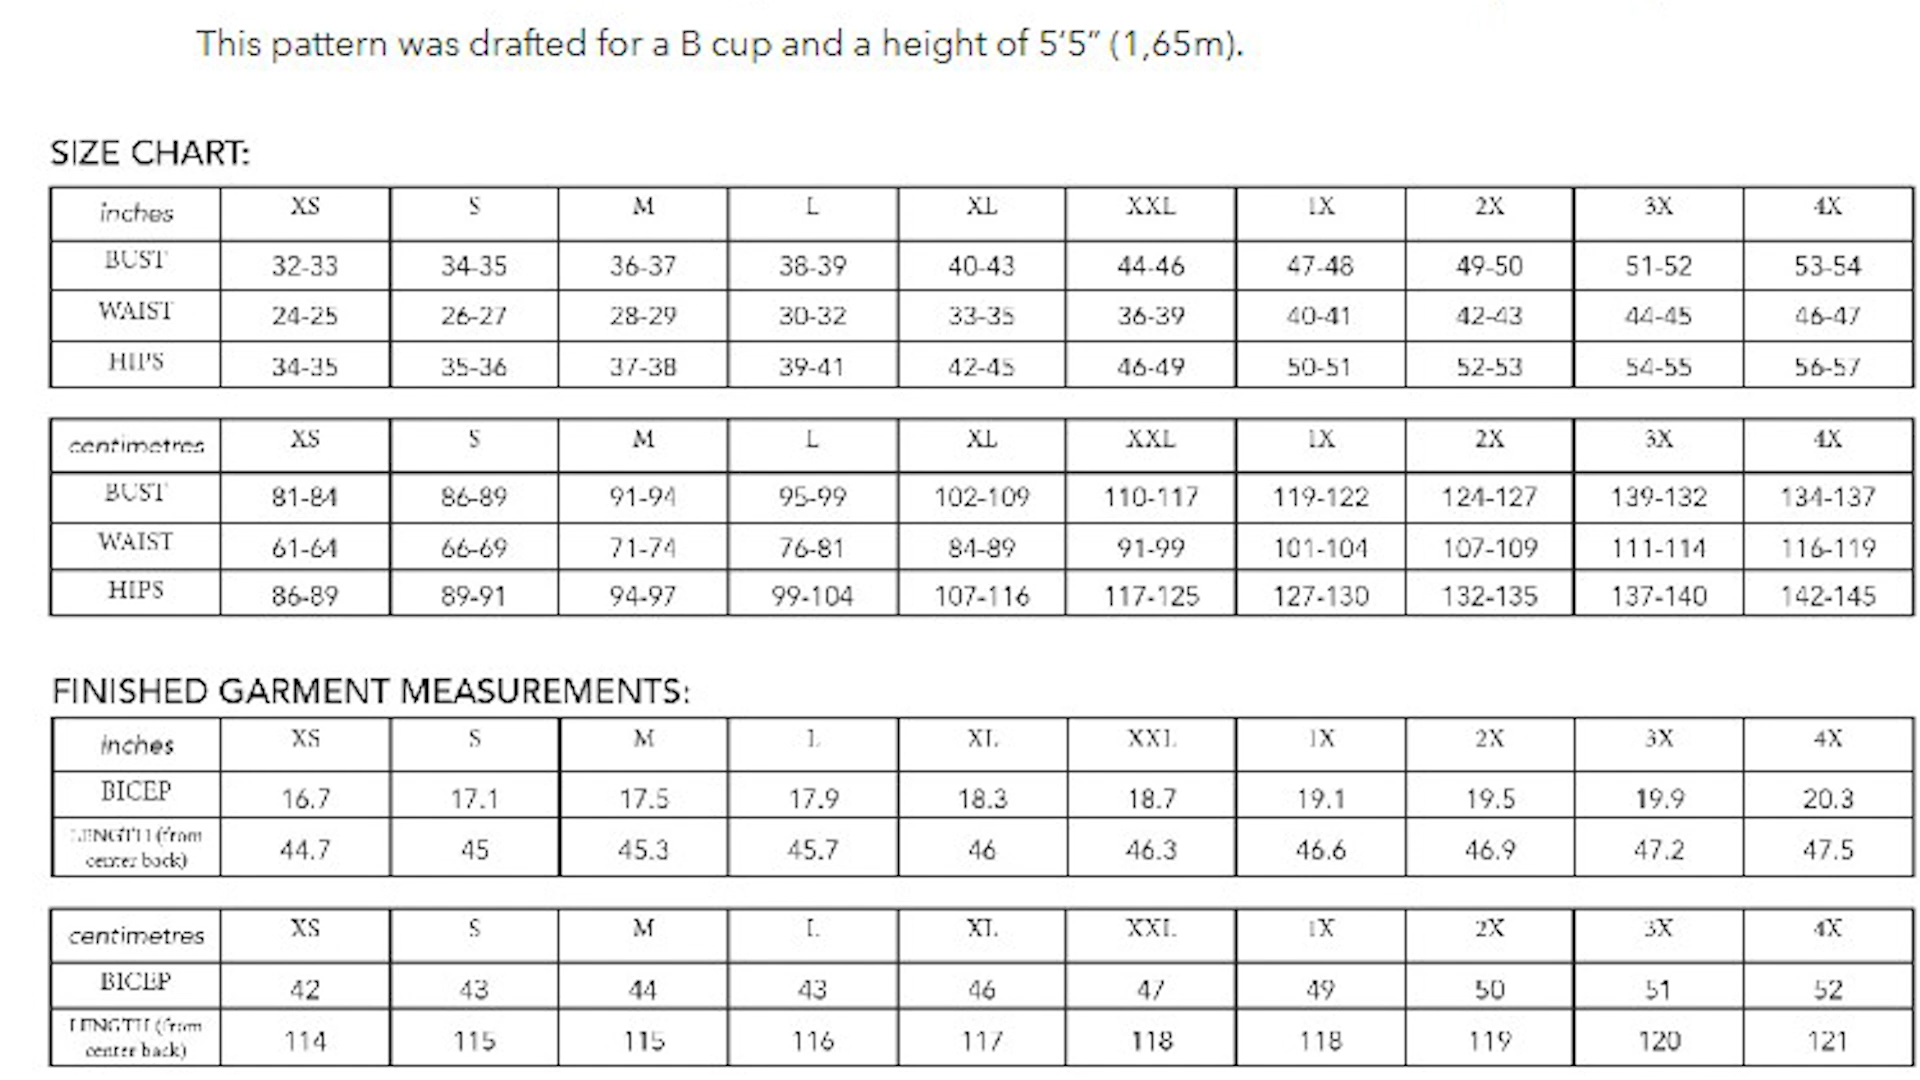 This pattern was drafted for a B cup and a height of 5'5" (1,65m).
SIZE CHART:
inches XS S M L XL XXL 1X 2X 3X 4X
BUST 32-33 34-35 36-37 38-39 40-43 44-46 47-48 49-50 51-52 53-54
WAIST 24-25 26-27 28-29 30-32 33-35 36-39 40-41 42-43 44-45 46-47
HIPS 34-35 35-36 37-38 39-41 42-45 46-49 50-51 52-53 54-55 56-57
centimetres XS S M L XL XXL 1X 2X 3X 4X
BUST 81-84 86-89 91-94 95-99 102-109 110-117 119-122 124-127 139-132 134-137
WAIST 61-64 66-69 71-74 76-81 84-89 91-99 101-104 107-109 111-114 116-119
HIPS 86-89 89-91 94-97 99-104 107-116 117-125 127-130 132-135 137-140 142-145
FINISHED GARMENT MEASUREMENTS:
inches XS S M L XL XXL 1X 2X 3X 4X
BICEP 16.7 17.1 17.5 17.9 18.3 18.7 19.1 19.5 19.9 20.3
LENGTH (from
center back) 44.7 45 45.3 45.7 46 46.3 46.6 46.9 47.2 47.5
centimetres XS S M L XL XXL 1X 2X 3X 4X
BICEP 42 43 44 43 46 47 49 50 51 52
LENGTH (from
center back) 114 115 115 116 117 118 118 119 120 121